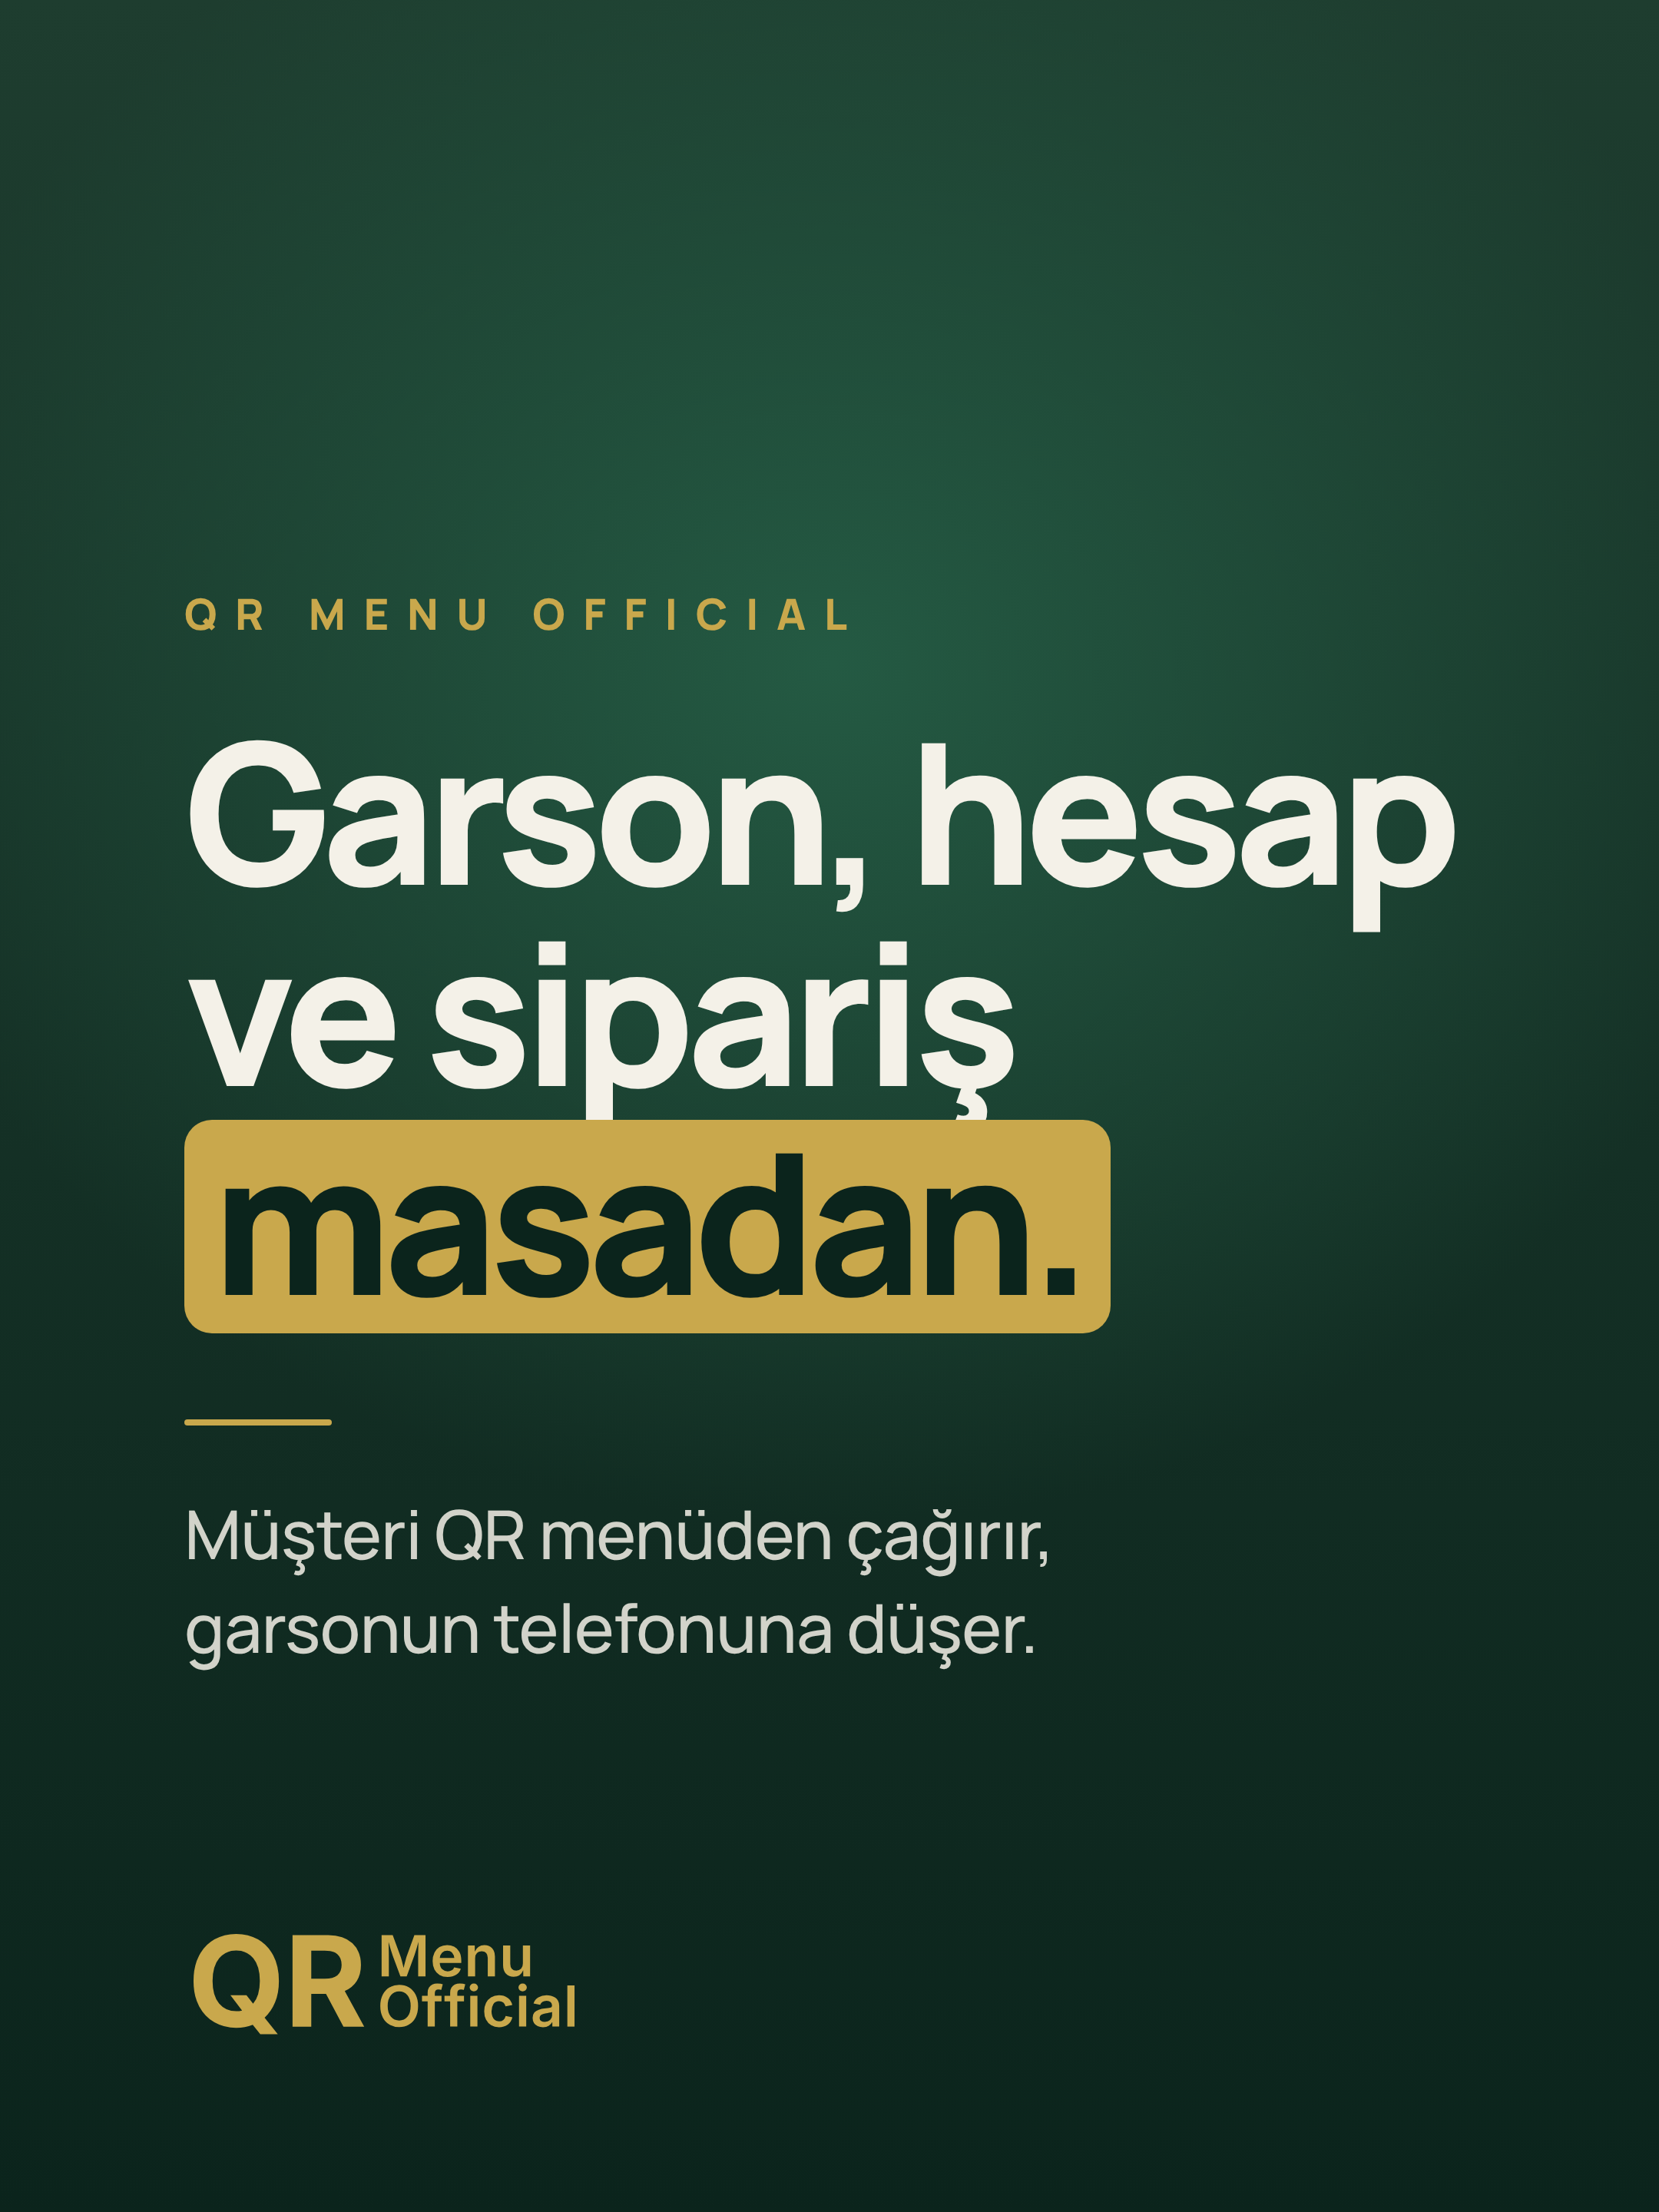 QR MENU OFFICIAL
Garson, hesap
ve sipariş
masadan.
Müşteri QR menüden çağırır,
garsonun telefonuna düşer.
QR Menu
Official